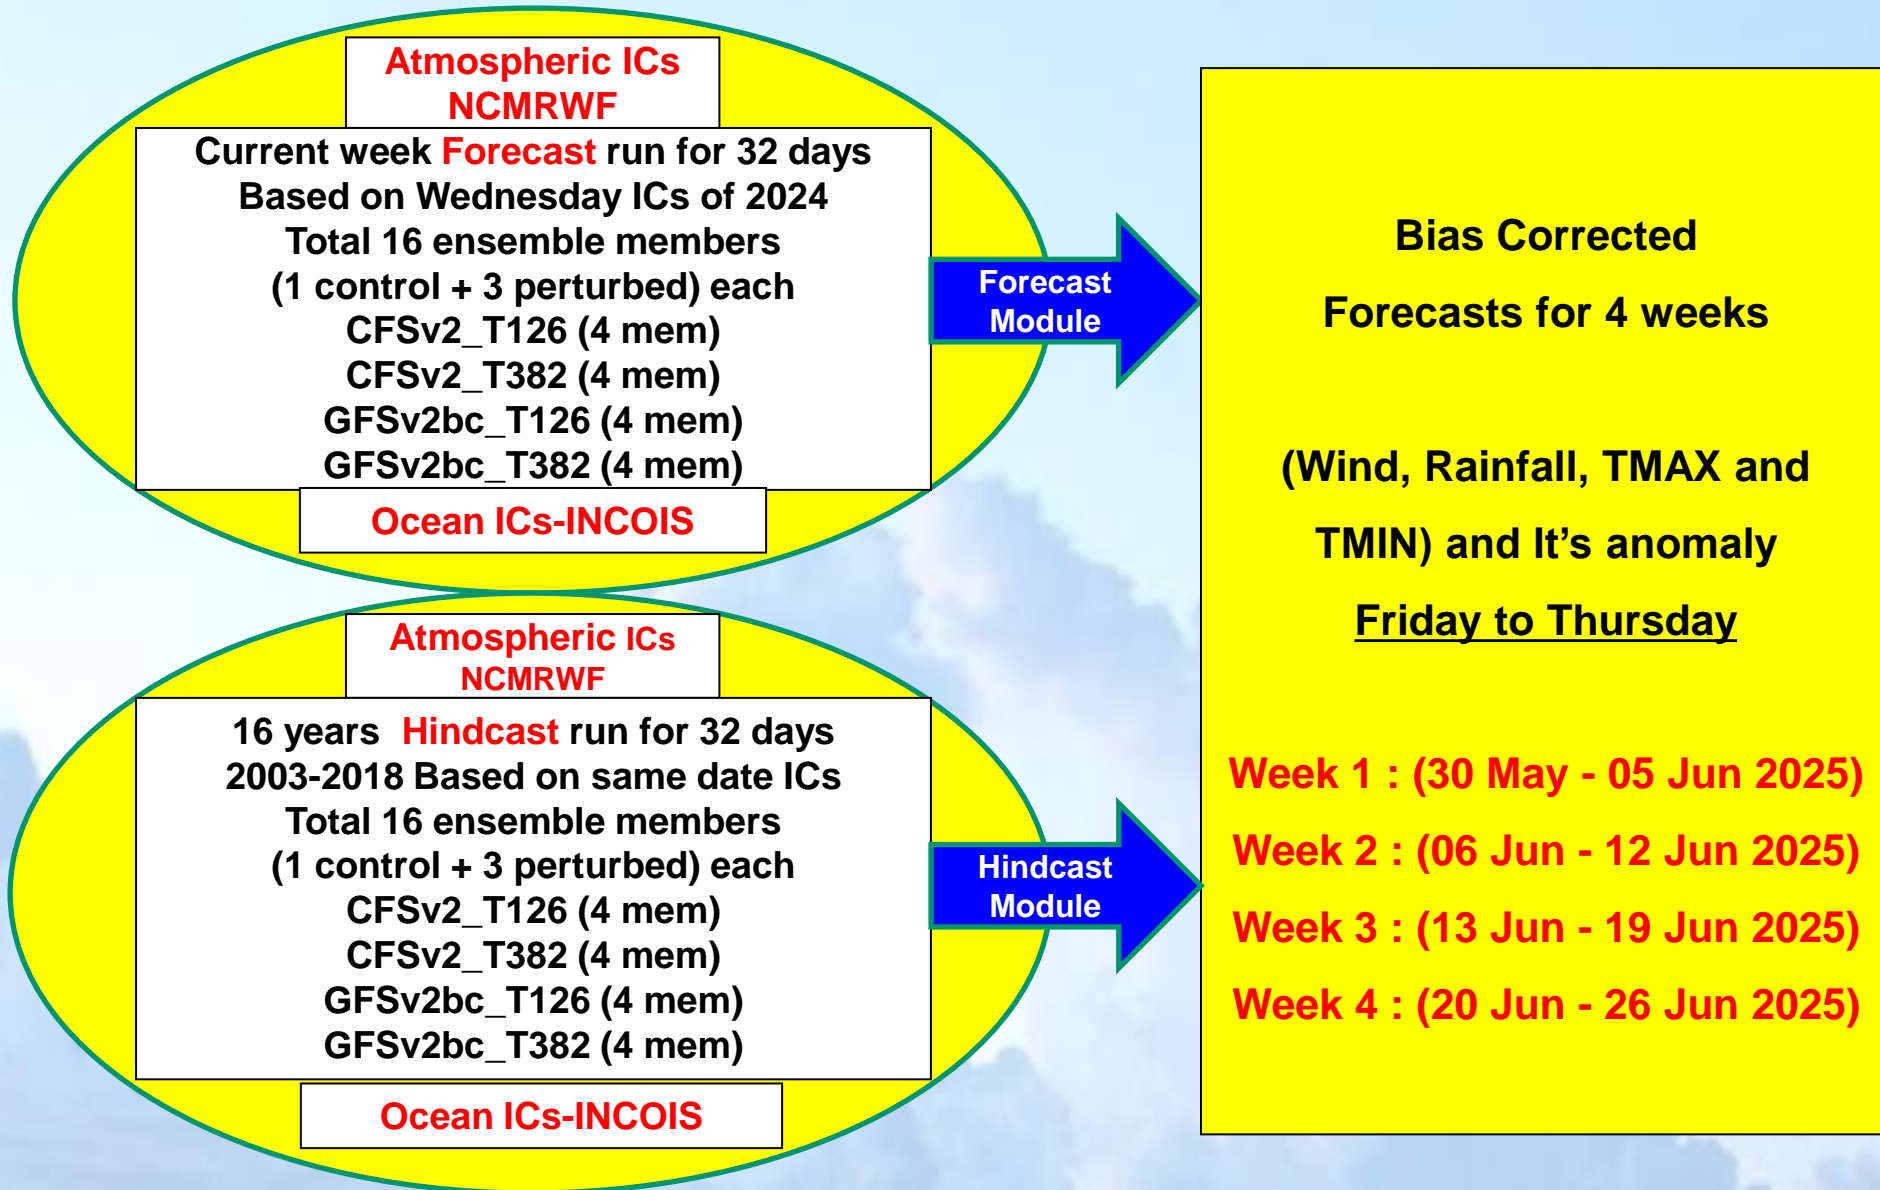 Atmospheric ICs
NCMRWF
Current week Forecast run for 32 days
Based on Wednesday ICs of 2024
Total 16 ensemble members
(1 control + 3 perturbed) each
CFSv2_T126 (4 mem)
CFSv2_T382 (4 mem)
GFSv2bc_T126 (4 mem)
GFSv2bc_T382 (4 mem)
Ocean ICs-INCOIS
Forecast
Module
Atmospheric ICs
NCMRWF
16 years Hindcast run for 32 days
2003-2018 Based on same date ICs
Total 16 ensemble members
(1 control + 3 perturbed) each
CFSv2_T126 (4 mem)
CFSv2_T382 (4 mem)
GFSv2bc_T126 (4 mem)
GFSv2bc_T382 (4 mem)
Ocean ICs-INCOIS
Hindcast
Module
Bias Corrected
Forecasts for 4 weeks
(Wind, Rainfall, TMAX and
TMIN) and It’s anomaly
Friday to Thursday
Week 1 : (30 May - 05 Jun 2025)
Week 2 : (06 Jun - 12 Jun 2025)
Week 3 : (13 Jun - 19 Jun 2025)
Week 4 : (20 Jun - 26 Jun 2025)